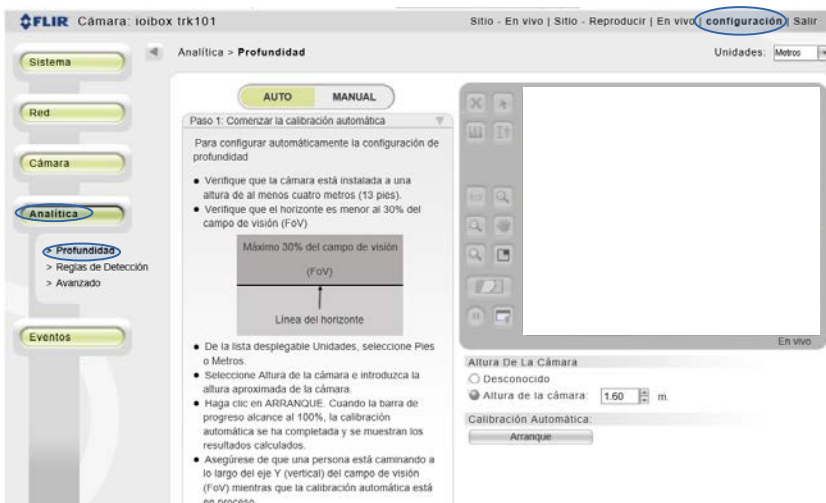 FLIR Cámara: ioibox trk101
Sitio - En vivo | Sitio - Reproducir | En vivo | configuración | Salir
Sistema
Red
Cámara
Analítica
> Profundidad
> Reglas de Detección
> Avanzado
Eventos
Analítica > Profundidad
Unidades: Metros
AUTO MANUAL
Paso 1: Comenzar la calibración automática
Para configurar automáticamente la configuración de
profundidad
• Verifique que la cámara está instalada a una
altura de al menos cuatro metros (13 pies).
• Verifique que el horizonte es menor al 30% del
campo de visión (FoV)
Máximo 30% del campo de visión
(FoV)
Línea del horizonte
• De la lista desplegable Unidades, seleccione Pies
o Metros.
• Seleccione Altura de la cámara e introduzca la
altura aproximada de la cámara.
• Haga clic en ARRANQUE. Cuando la barra de
progreso alcance al 100%, la calibración
automática se ha completada y se muestran los
resultados calculados.
• Asegúrese de que una persona está caminando a
lo largo del eje Y (vertical) del campo de visión
(FoV) mientras que la calibración automática está
en proceso.
1:1
En vivo
Altura De La Cámara
Desconocido
Altura de la cámara: 1.60 m.
Calibración Automática:
Arranque